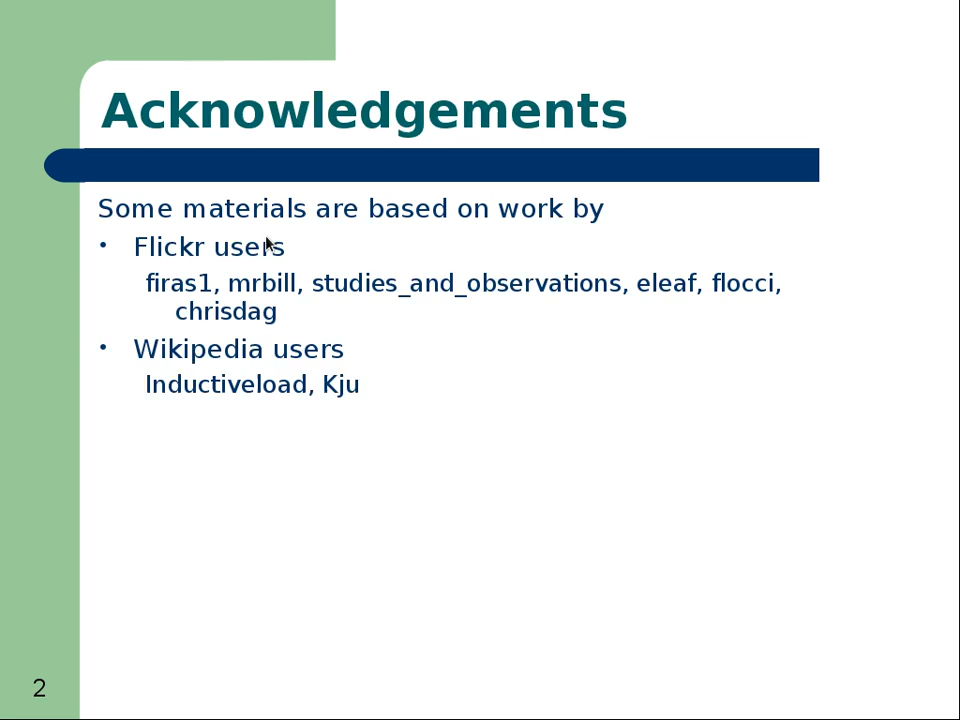 Acknowledgements
Some materials are based on work by
• Flickr users
firas1, mrbill, studies_and_observations, eleaf, flocci,
chrisdag
• Wikipedia users
Inductiveload, Kju
2